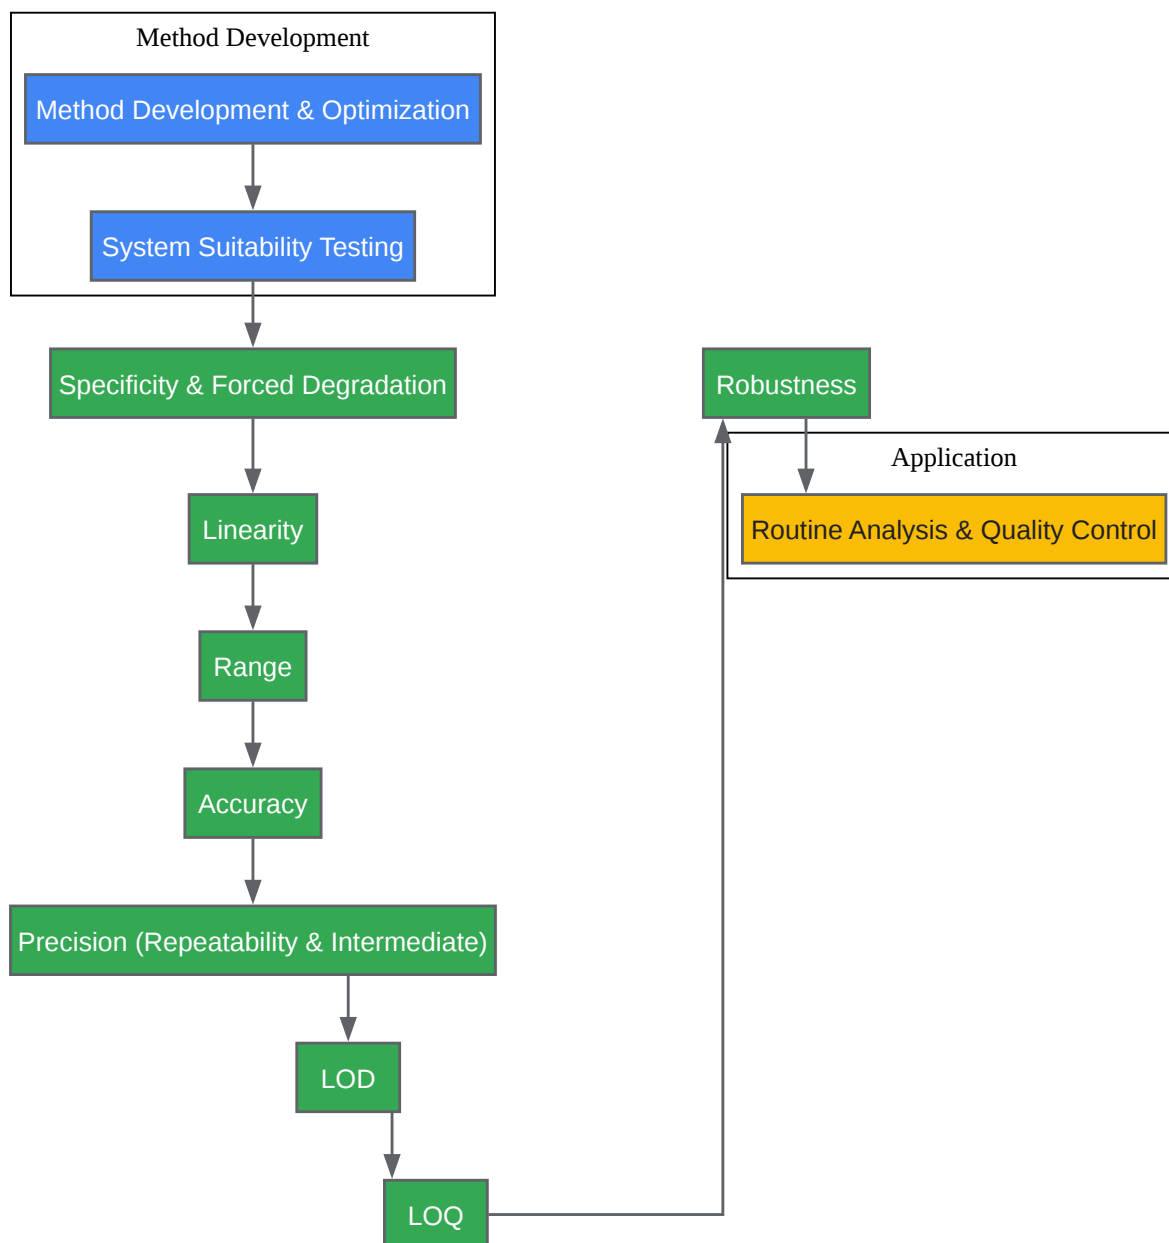 Method Development
Method Development & Optimization
System Suitability Testing
Specificity & Forced Degradation
Linearity
Range
Accuracy
Precision (Repeatability & Intermediate)
LOD
LOQ
Robustness
Application
Routine Analysis & Quality Control